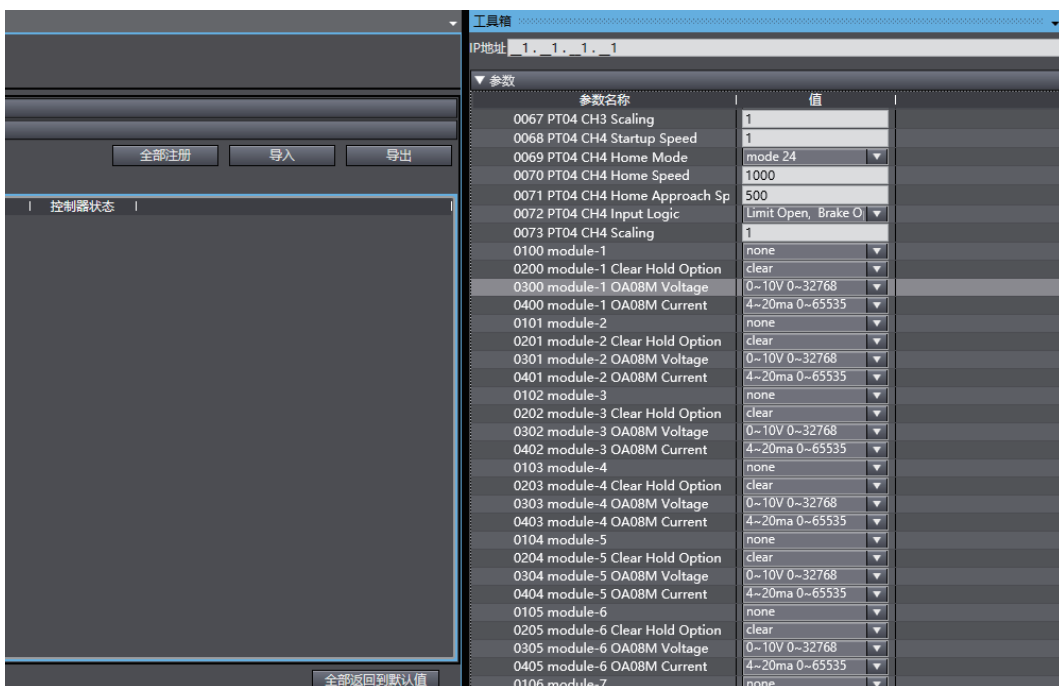 工具箱
IP地址 _1 . _1 . _1 . _1
▼ 参数
参数名称 值
全部注册 导入 导出
控制器状态
0067 PT04 CH3 Scaling 1
0068 PT04 CH4 Startup Speed 1
0069 PT04 CH4 Home Mode mode 24
0070 PT04 CH4 Home Speed 1000
0071 PT04 CH4 Home Approach Sp 500
0072 PT04 CH4 Input Logic Limit Open, Brake O
0073 PT04 CH4 Scaling 1
0100 module-1 none
0200 module-1 Clear Hold Option clear
0300 module-1 OA08M Voltage 0~10V 0~32768
0400 module-1 OA08M Current 4~20ma 0~65535
0101 module-2 none
0201 module-2 Clear Hold Option clear
0301 module-2 OA08M Voltage 0~10V 0~32768
0401 module-2 OA08M Current 4~20ma 0~65535
0102 module-3 none
0202 module-3 Clear Hold Option clear
0302 module-3 OA08M Voltage 0~10V 0~32768
0402 module-3 OA08M Current 4~20ma 0~65535
0103 module-4 none
0203 module-4 Clear Hold Option clear
0303 module-4 OA08M Voltage 0~10V 0~32768
0403 module-4 OA08M Current 4~20ma 0~65535
0104 module-5 none
0204 module-5 Clear Hold Option clear
0304 module-5 OA08M Voltage 0~10V 0~32768
0404 module-5 OA08M Current 4~20ma 0~65535
0105 module-6 none
0205 module-6 Clear Hold Option clear
0305 module-6 OA08M Voltage 0~10V 0~32768
0405 module-6 OA08M Current 4~20ma 0~65535
0106 module-7 none
全部返回到默认值